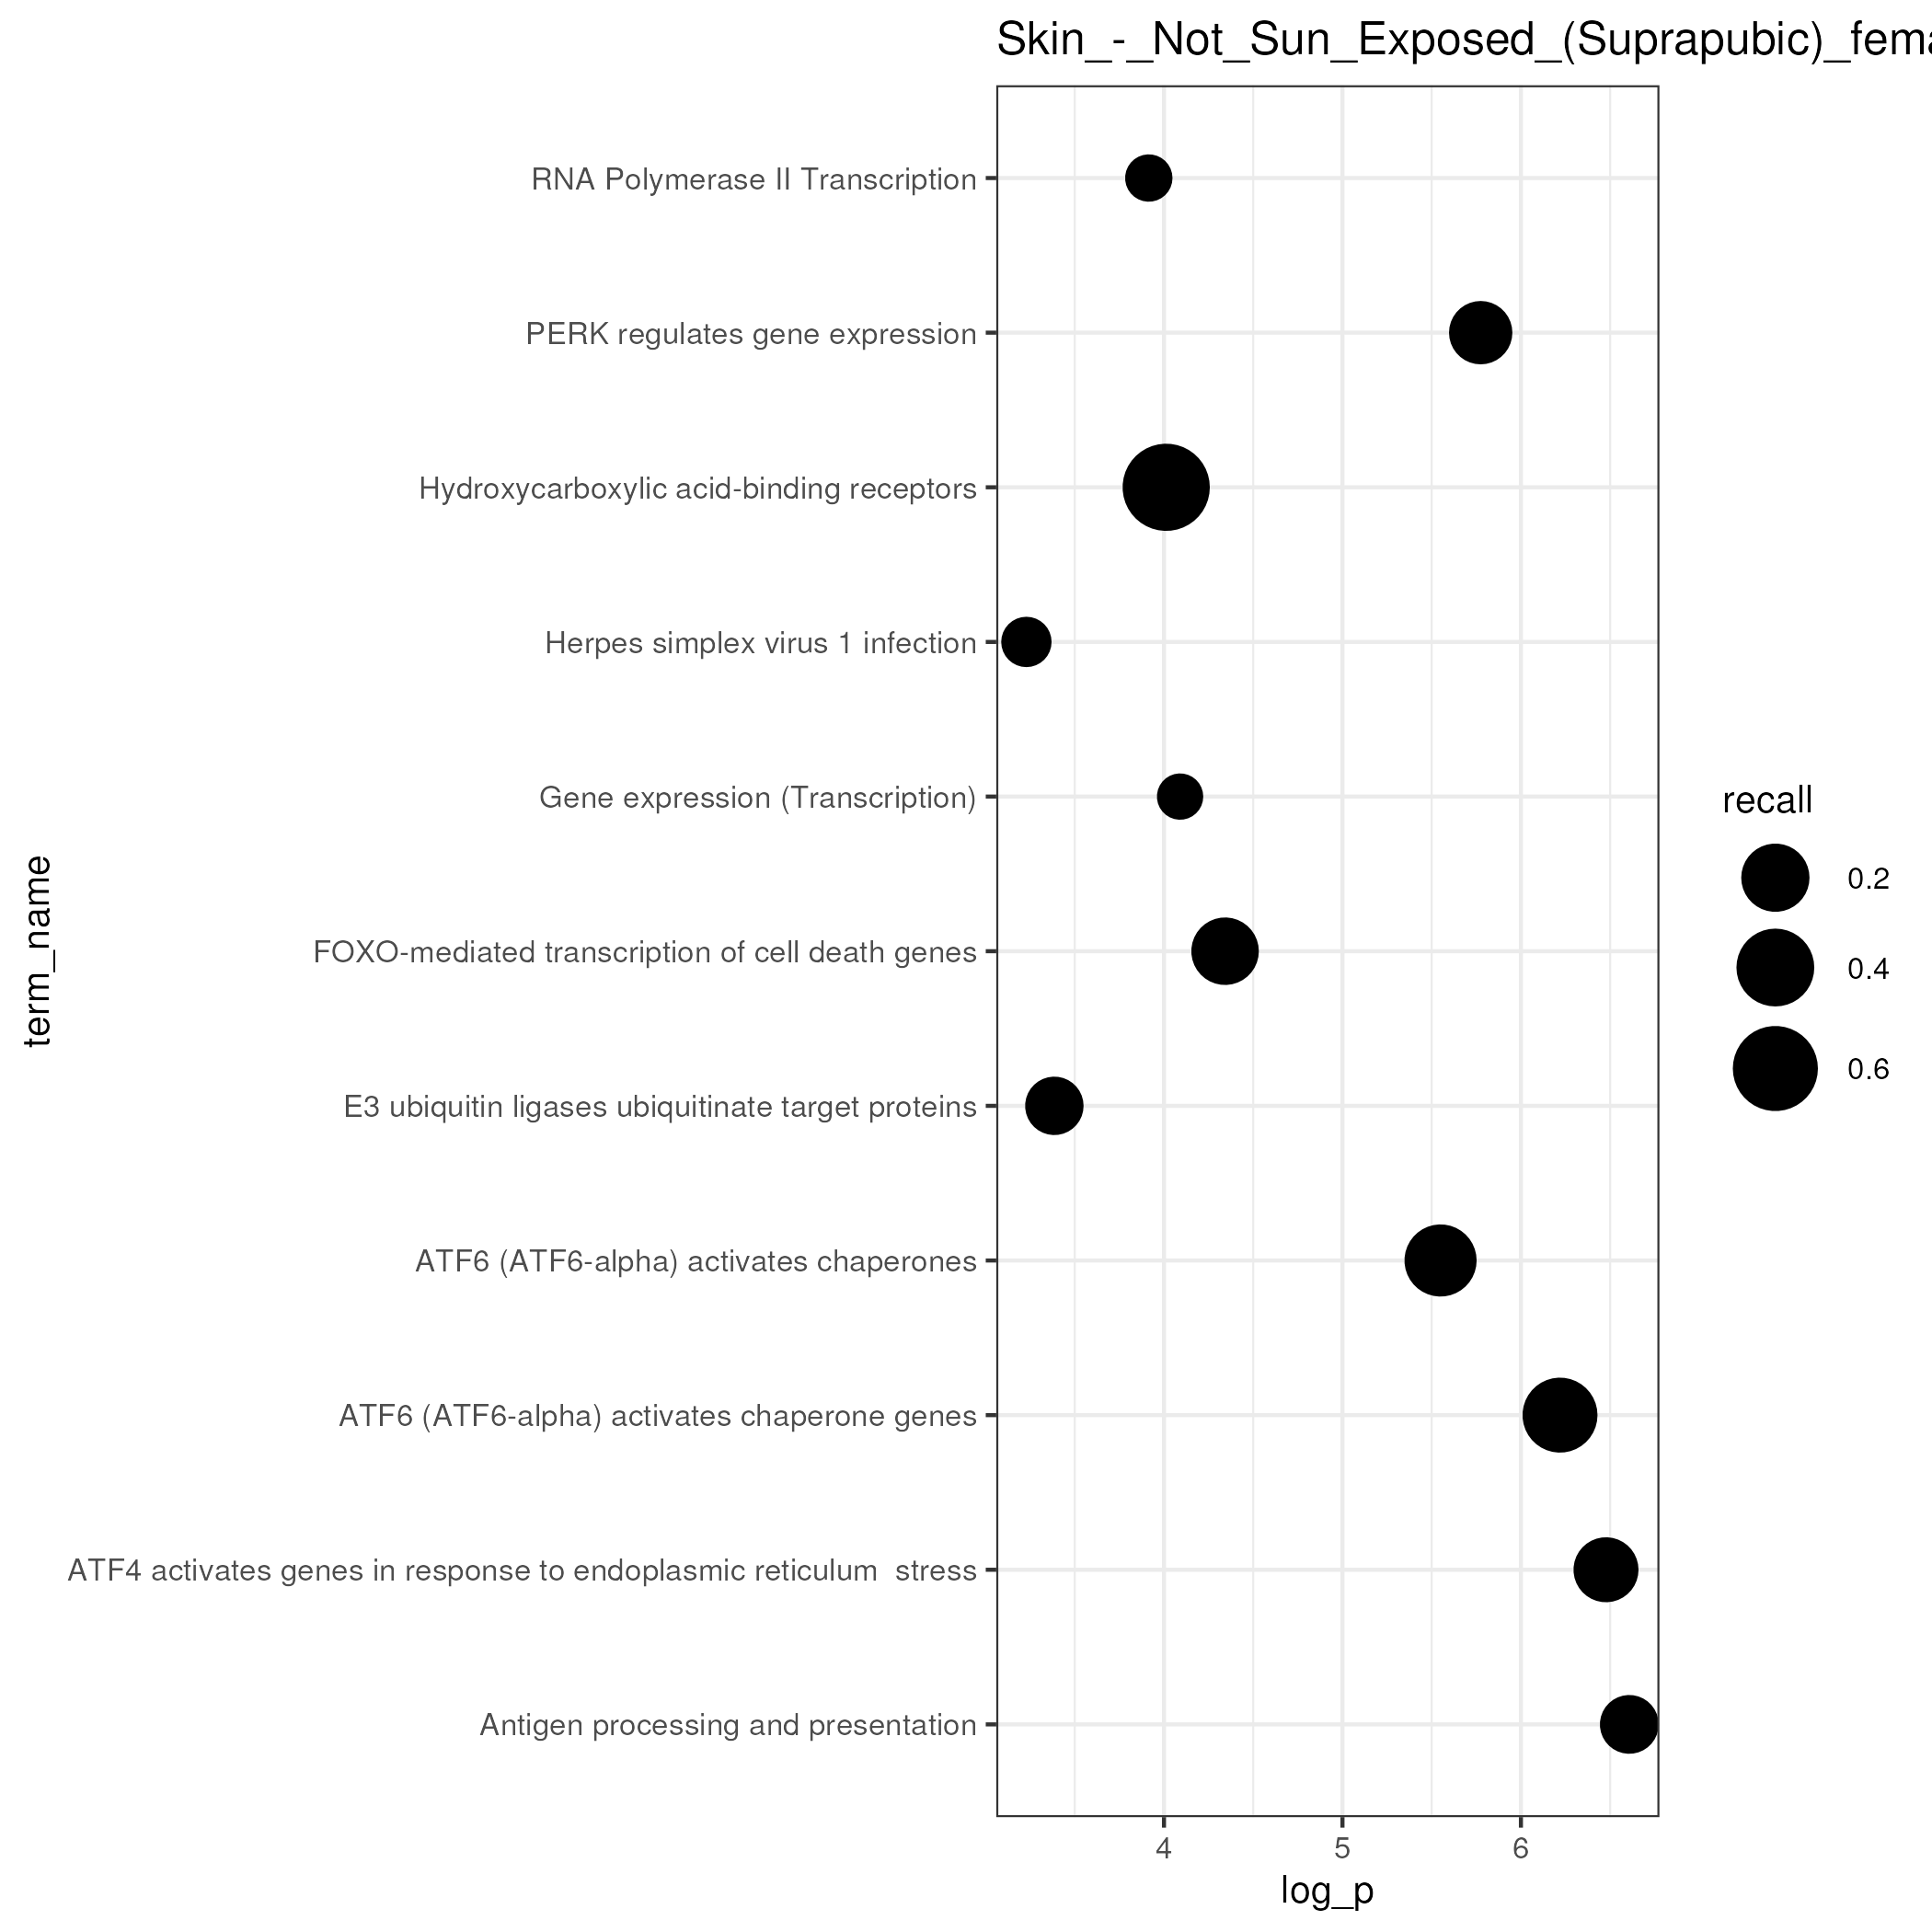 Skin_-_Not_Sun_Exposed_(Suprapubic)_fema
RNA Polymerase II Transcription
PERK regulates gene expression
Hydroxycarboxylic acid-binding receptors
Herpes simplex virus 1 infection
Gene expression (Transcription)
FOXO-mediated transcription of cell death genes
E3 ubiquitin ligases ubiquitinate target proteins
ATF6 (ATF6-alpha) activates chaperones
ATF6 (ATF6-alpha) activates chaperone genes
ATF4 activates genes in response to endoplasmic reticulum  stress
Antigen processing and presentation
term_name
4 5 6
log_p
recall
0.2
0.4
0.6